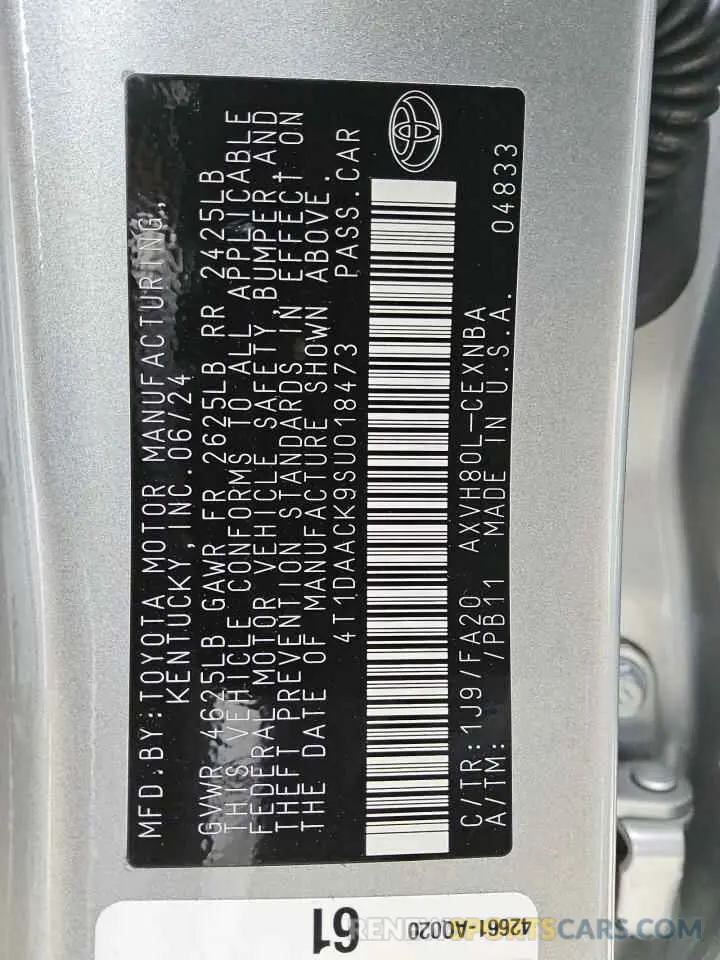 MFD.BY:TOYOTA MOTOR MANUFACTURING,
KENTUCKY,INC.06/24
GVWR 4625LB GAWR FR 2625LB RR 2425LB
THIS VEHICLE CONFORMS TO ALL APPLICABLE
FEDERAL MOTOR VEHICLE SAFETY,BUMPER AND
THEFT PREVENTION STANDARDS IN EFFECT ON
THE DATE OF MANUFACTURE SHOWN ABOVE.
4T1DAACK9SU018473 PASS.CAR
C/TR:1J9/FA20 AXVH80L-CEXNBA 04833
A/TM: /PB11 MADE IN U.S.A.
42661-A0020
61
RENEWSPORTSCARS.COM